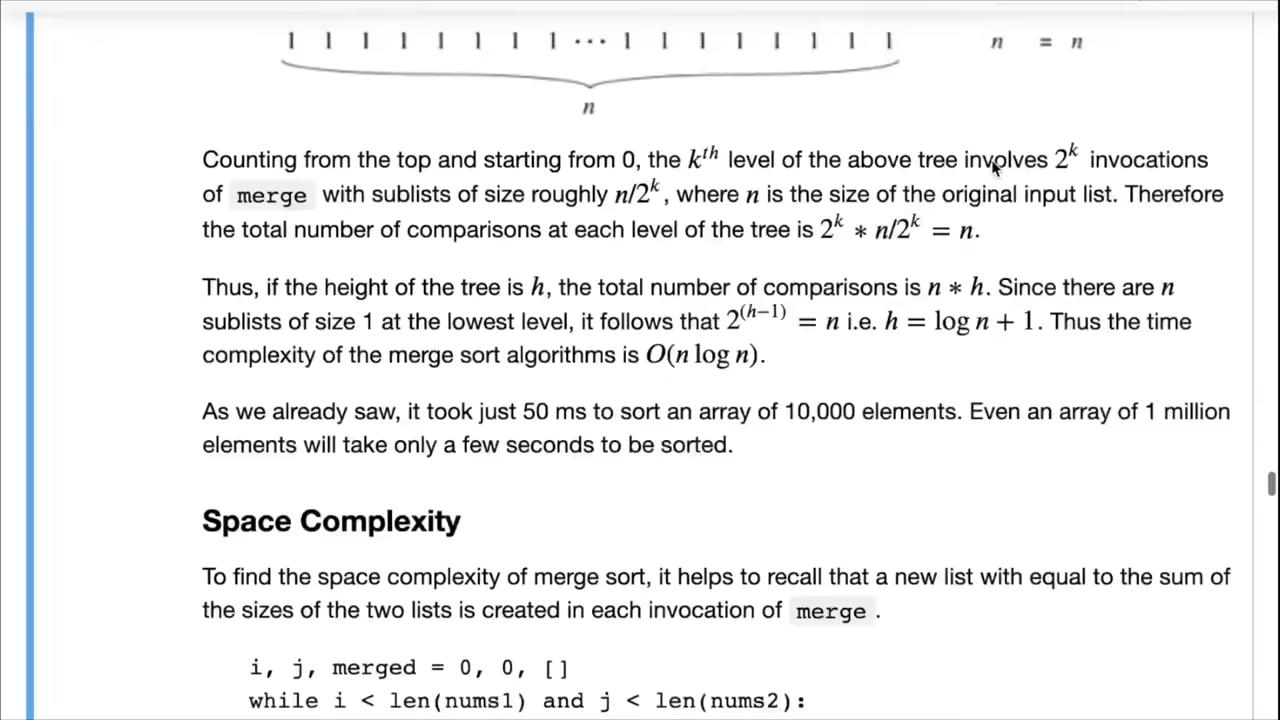 1 1 1 1 1 1 1 1 ··· 1 1 1 1 1 1 1 1 n = n
n
Counting from the top and starting from 0, the kᵗʰ level of the above tree involves 2ᵏ invocations
of merge with sublists of size roughly n/2ᵏ, where n is the size of the original input list. Therefore
the total number of comparisons at each level of the tree is 2ᵏ * n/2ᵏ = n.
Thus, if the height of the tree is h, the total number of comparisons is n * h. Since there are n
sublists of size 1 at the lowest level, it follows that 2⁽ʰ⁻¹⁾ = n i.e. h = log n + 1. Thus the time
complexity of the merge sort algorithms is O(n log n).
As we already saw, it took just 50 ms to sort an array of 10,000 elements. Even an array of 1 million
elements will take only a few seconds to be sorted.
Space Complexity
To find the space complexity of merge sort, it helps to recall that a new list with equal to the sum of
the sizes of the two lists is created in each invocation of merge .
i, j, merged = 0, 0, []
while i < len(nums1) and j < len(nums2):